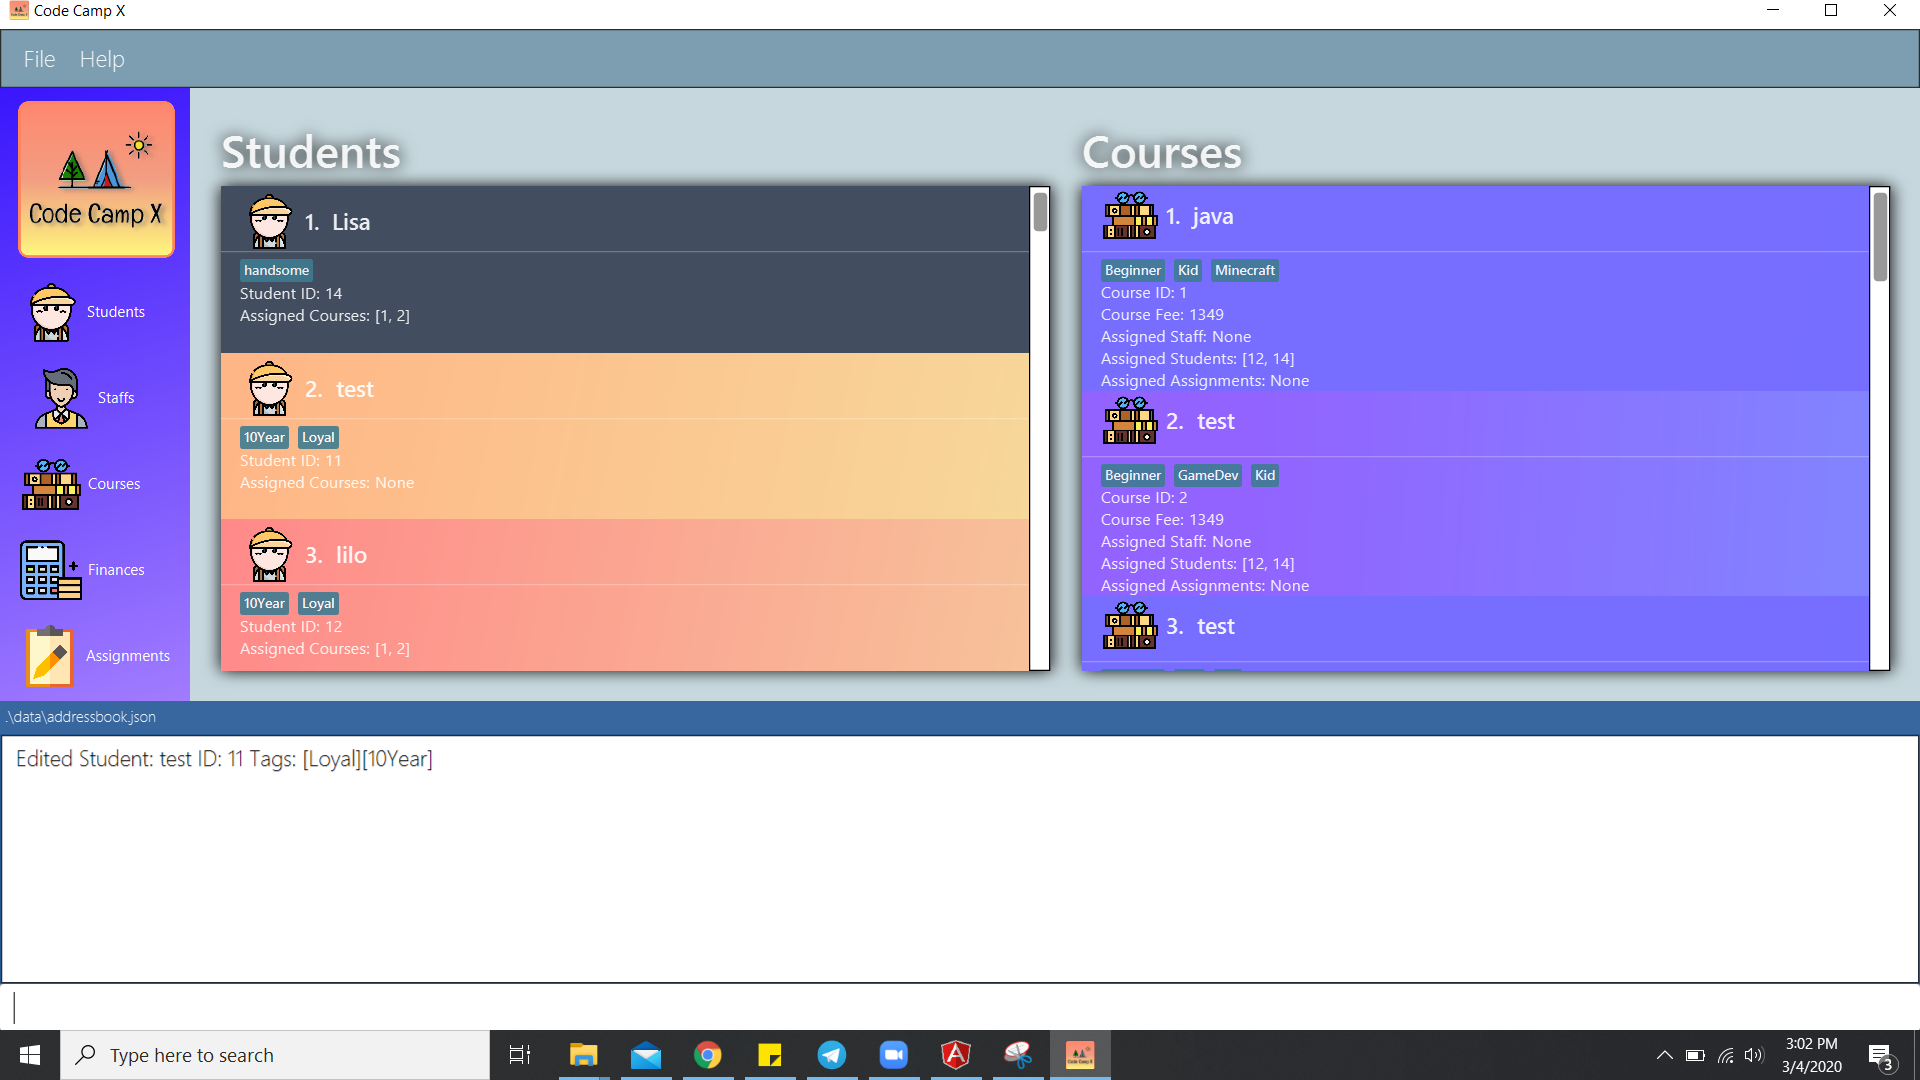 Code Camp X
File Help
Code Camp X
Students
Staffs
Courses
Finances
Assignments
Students
1. Lisa
handsome
Student ID: 14
Assigned Courses: [1, 2]
2. test
10Year Loyal
Student ID: 11
Assigned Courses: None
3. lilo
10Year Loyal
Student ID: 12
Assigned Courses: [1, 2]
Courses
1. java
Beginner Kid Minecraft
Course ID: 1
Course Fee: 1349
Assigned Staff: None
Assigned Students: [12, 14]
Assigned Assignments: None
2. test
Beginner GameDev Kid
Course ID: 2
Course Fee: 1349
Assigned Staff: None
Assigned Students: [12, 14]
Assigned Assignments: None
3. test
.\data\addressbook.json
Edited Student: test ID: 11 Tags: [Loyal][10Year]
Type here to search
3:02 PM
3/4/2020
3